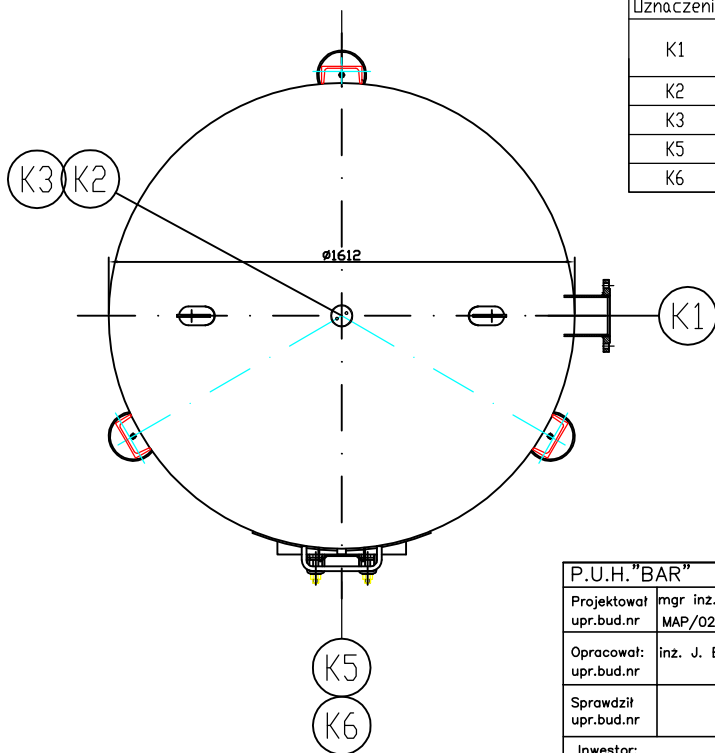 Oznaczeni
K1
K2
K3
K5
K6
K3 K2
ø1612
K1
K5
K6
P.U.H."BAR"
Projektował mgr inż.
upr.bud.nr MAP/02
Opracował: inż. J. B
upr.bud.nr
Sprawdził
upr.bud.nr
Inwestor: